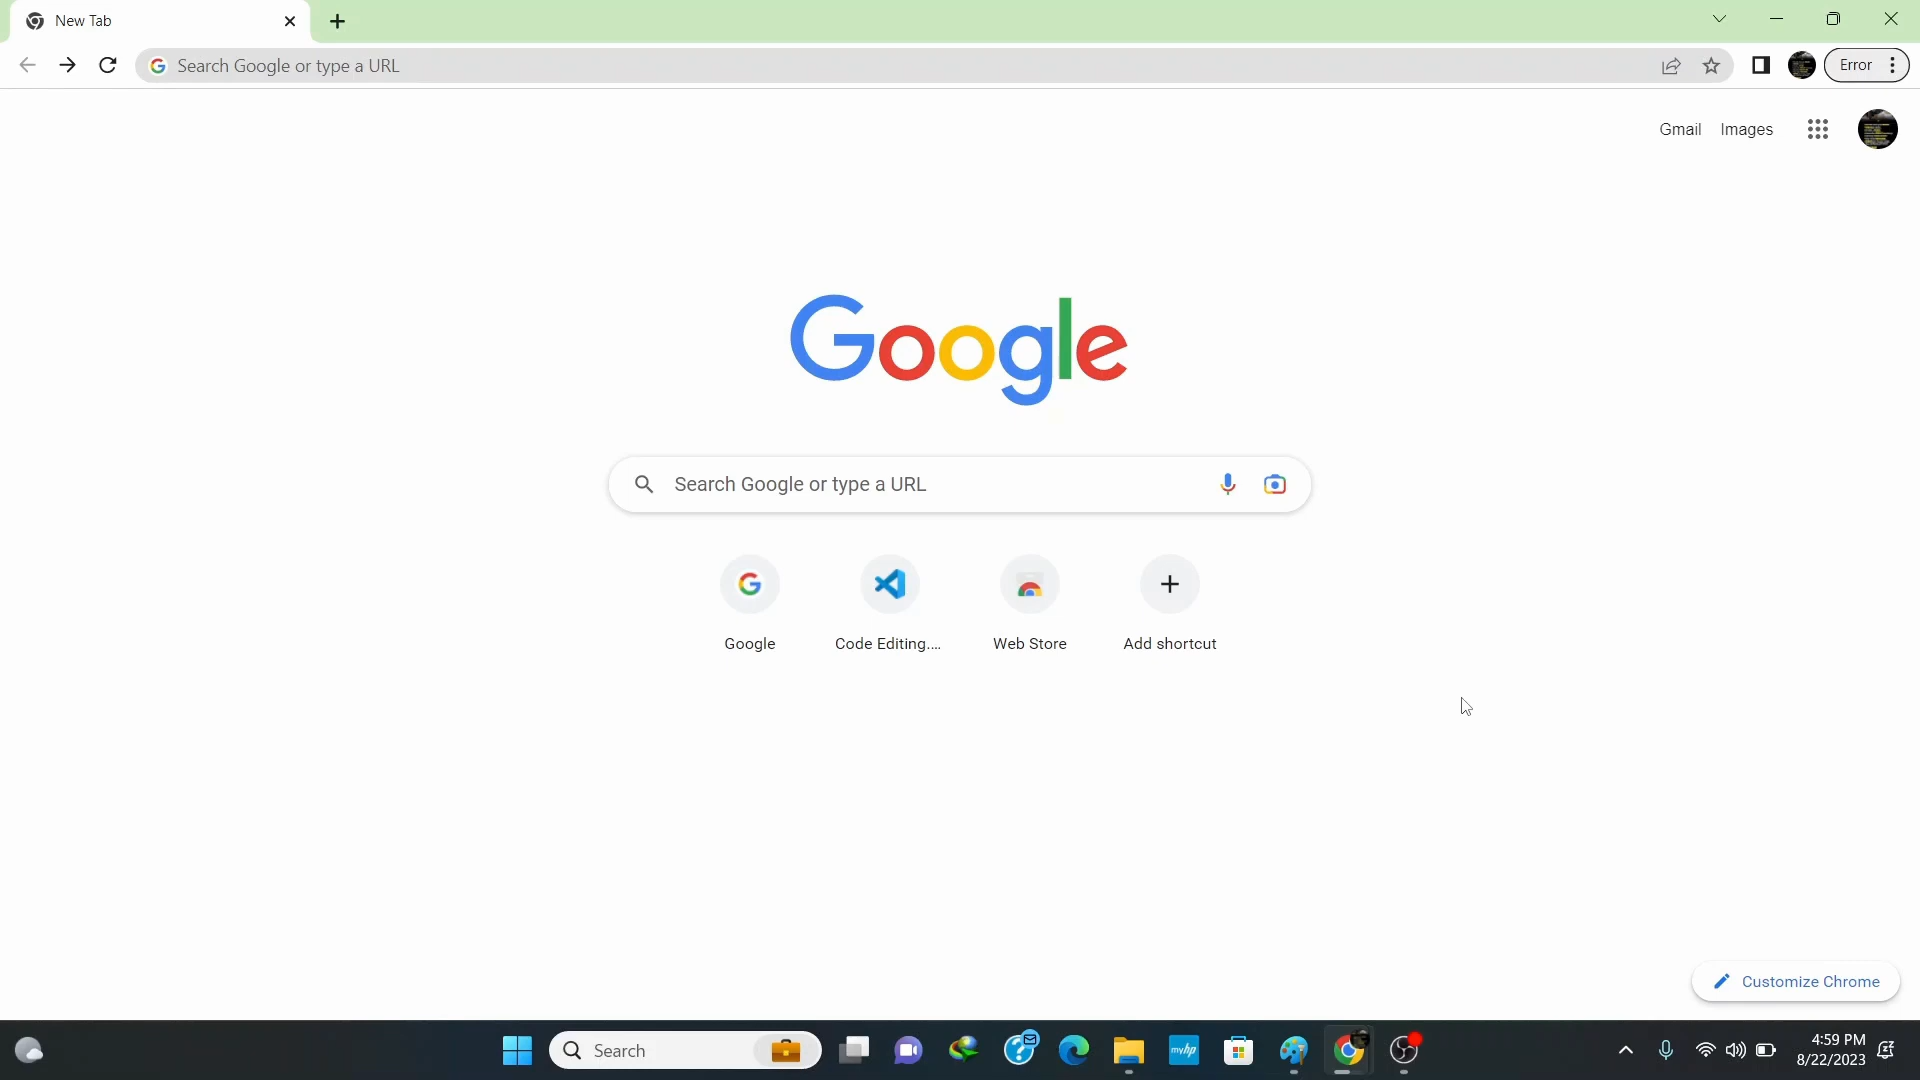 New Tab
Search Google or type a URL
Error
Gmail Images
Google
Search Google or type a URL
Google Code Editing.... Web Store Add shortcut
Customize Chrome
Search
myhp
4:59 PM
8/22/2023